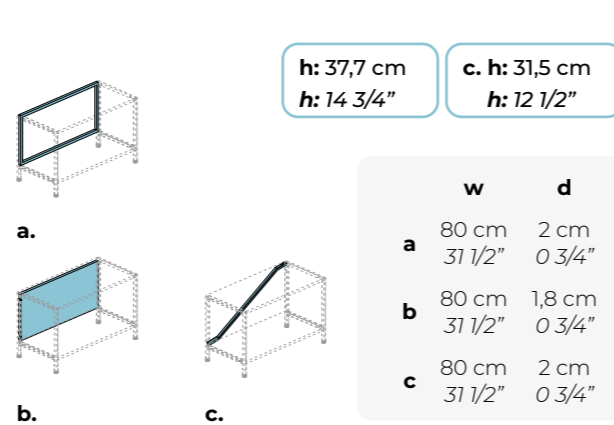 h: 37,7 cm
h: 14 3/4”
c. h: 31,5 cm
h: 12 1/2”
a.
b.
c.
w d
a 80 cm 2 cm
31 1/2” 0 3/4”
b 80 cm 1,8 cm
31 1/2” 0 3/4”
c 80 cm 2 cm
31 1/2” 0 3/4”